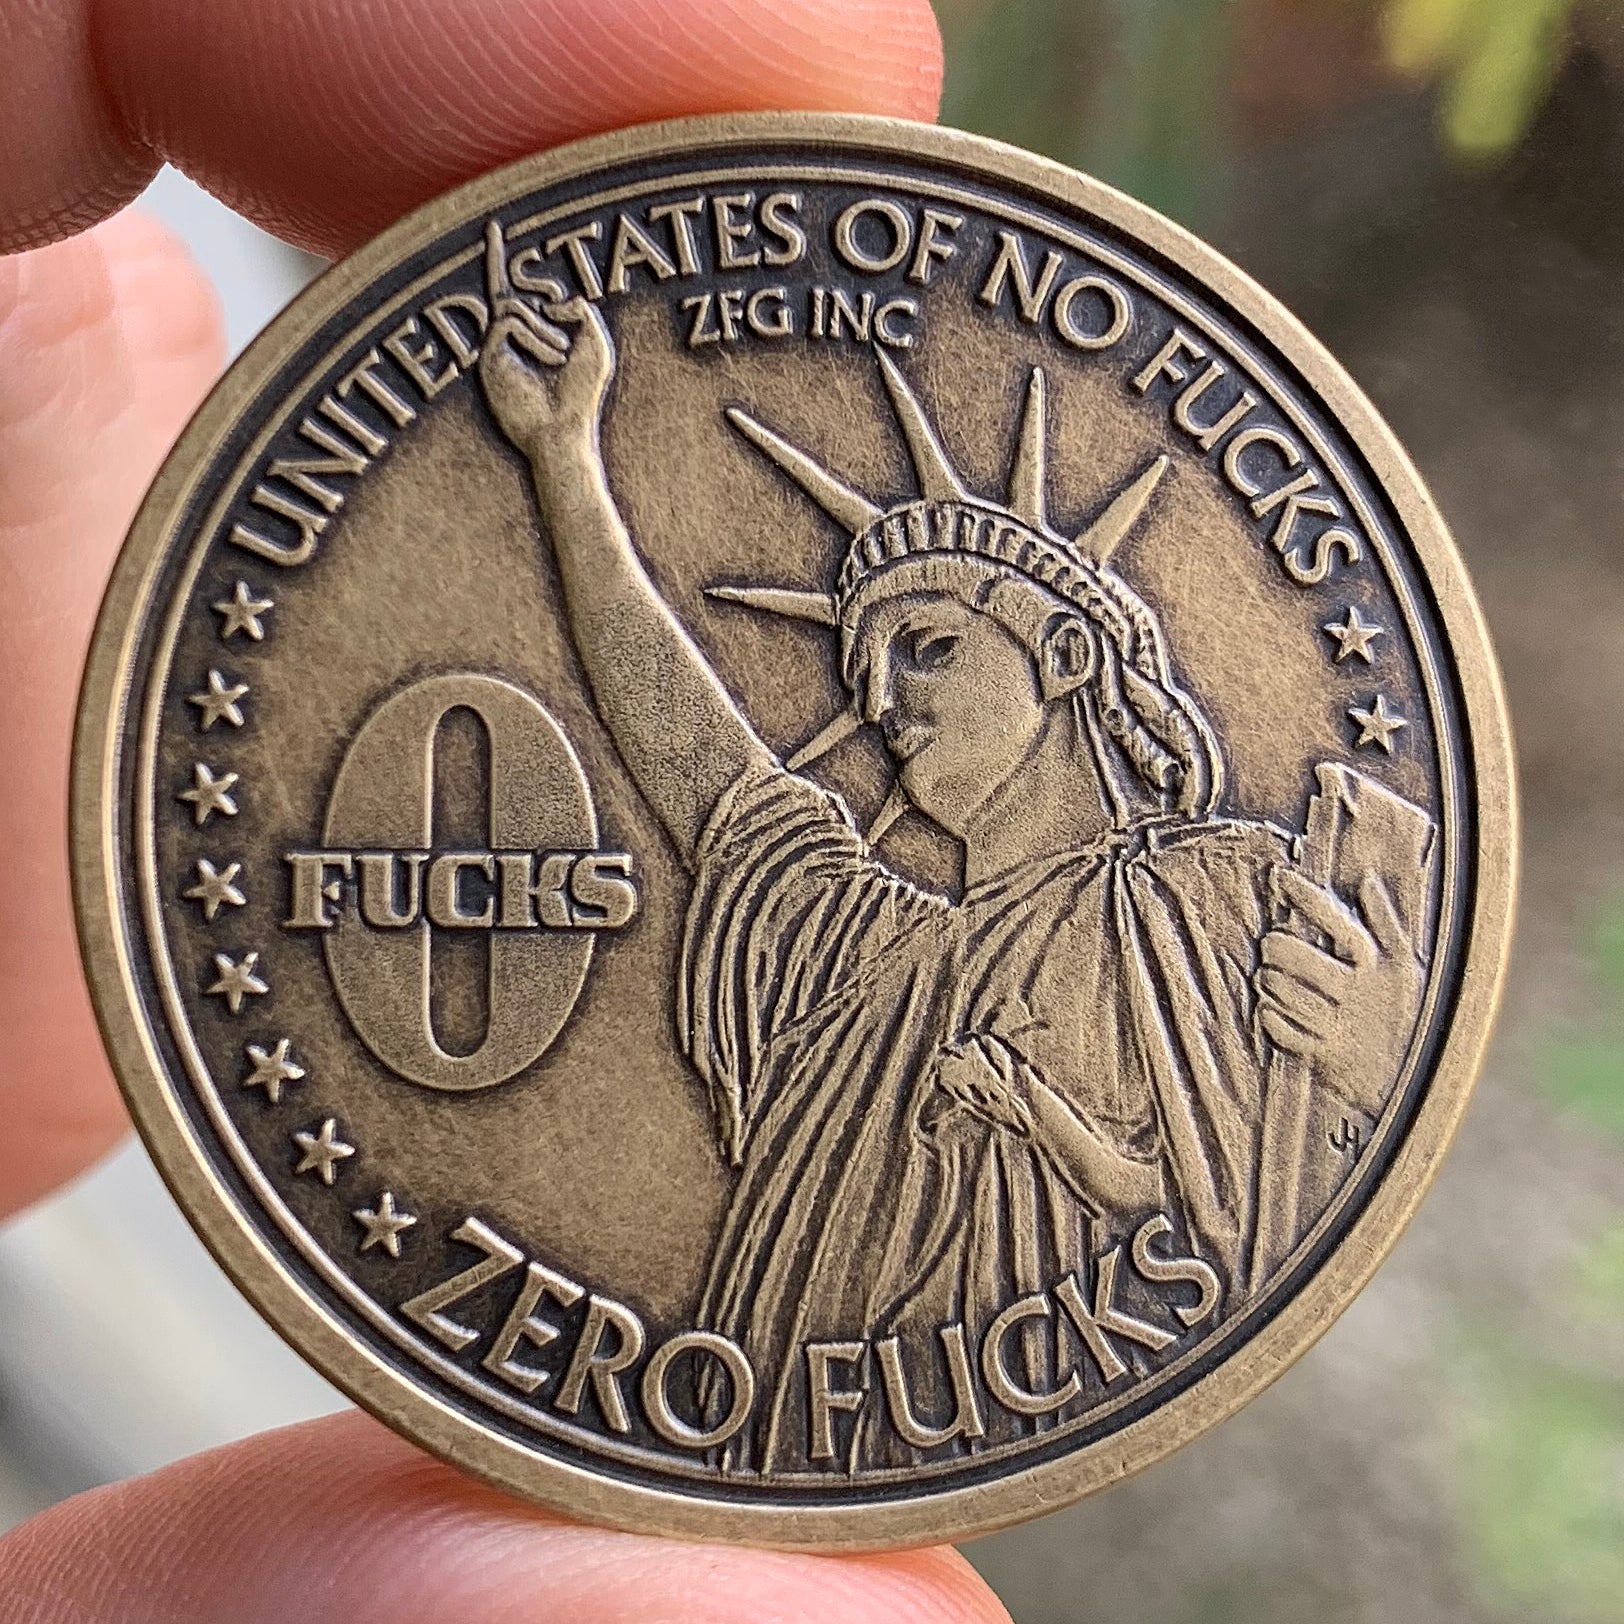 UNITED STATES OF NO FUCKS
ZFG INC
0
FUCKS
ZERO FUCKS